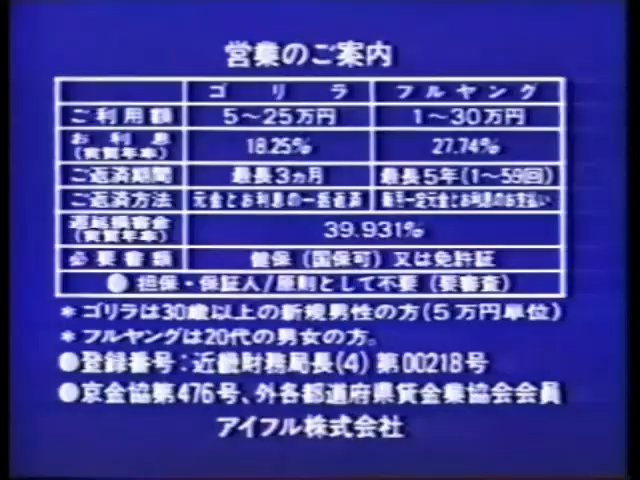 営業のご案内
ゴリラ フルヤング
ご利用額 5〜25万円 1〜30万円
お利息(実質年率) 18.25% 27.74%
ご返済期間 最長3ヵ月 最長5年(1〜59回)
ご返済方法 元金とお利息の一括返済 毎月一定元金とお利息のお支払い
遅延損害金(実質年率) 39.931%
必要書類 健保(国保可)又は免許証
●担保・保証人/原則として不要(要審査)
*ゴリラは30歳以上の新規男性の方(5万円単位)
*フルヤングは20代の男女の方。
●登録番号:近畿財務局長(4)第00218号
●京金協第476号、外各都道府県貸金業協会会員
アイフル株式会社